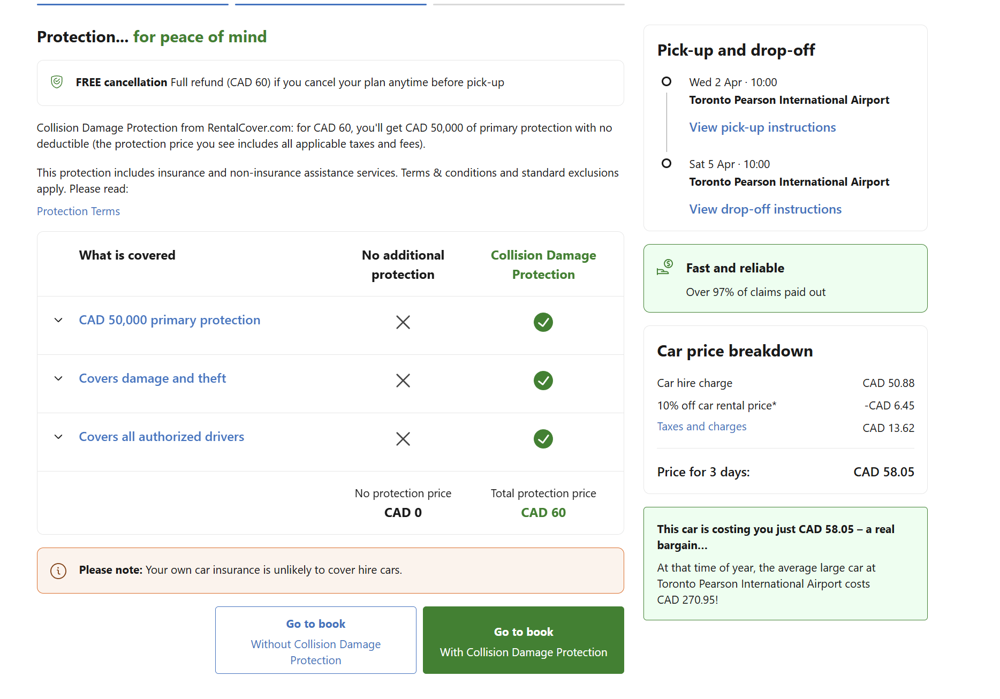 Protection... for peace of mind
FREE cancellation Full refund (CAD 60) if you cancel your plan anytime before pick-up
Collision Damage Protection from RentalCover.com: for CAD 60, you'll get CAD 50,000 of primary protection with no
deductible (the protection price you see includes all applicable taxes and fees).
This protection includes insurance and non-insurance assistance services. Terms & conditions and standard exclusions
apply. Please read:
Protection Terms
What is covered
No additional
protection
Collision Damage
Protection
CAD 50,000 primary protection
Covers damage and theft
Covers all authorized drivers
No protection price
CAD 0
Total protection price
CAD 60
Please note: Your own car insurance is unlikely to cover hire cars.
Go to book
Without Collision Damage
Protection
Go to book
With Collision Damage Protection
Pick-up and drop-off
Wed 2 Apr · 10:00
Toronto Pearson International Airport
View pick-up instructions
Sat 5 Apr · 10:00
Toronto Pearson International Airport
View drop-off instructions
Fast and reliable
Over 97% of claims paid out
Car price breakdown
Car hire charge CAD 50.88
10% off car rental price* -CAD 6.45
Taxes and charges CAD 13.62
Price for 3 days: CAD 58.05
This car is costing you just CAD 58.05 – a real
bargain...
At that time of year, the average large car at
Toronto Pearson International Airport costs
CAD 270.95!